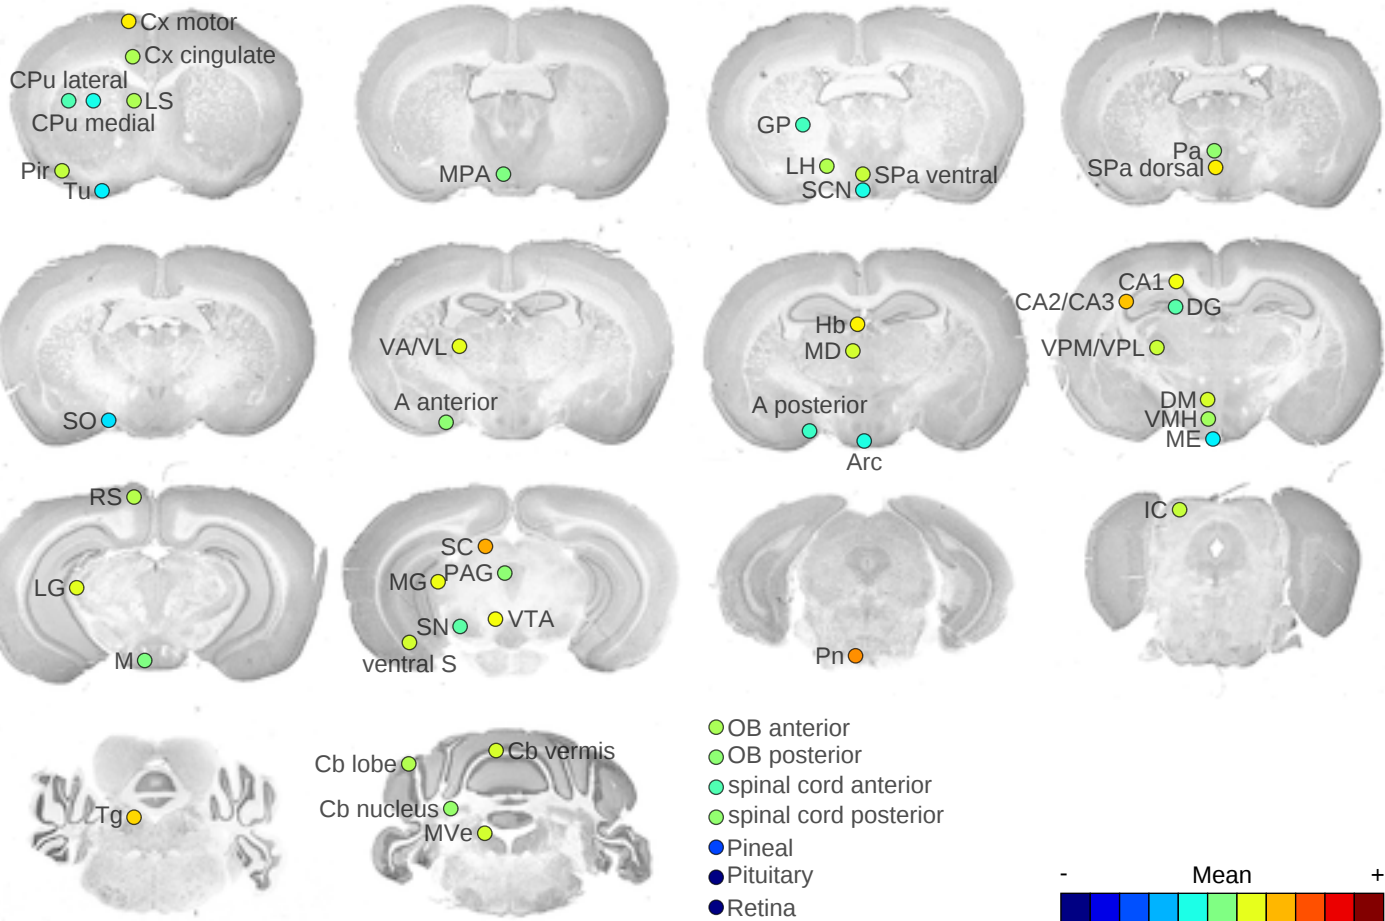 Cx motor
Cx cingulate
CPu lateral
LS
CPu medial
Pir
Tu
MPA
GP
LH
SPa ventral
SCN
Pa
SPa dorsal
SO
VA/VL
A anterior
Hb
MD
A posterior
Arc
CA1
CA2/CA3
DG
VPM/VPL
DM
VMH
ME
RS
LG
M
SC
PAG
MG
VTA
SN
ventral S
Pn
IC
Tg
Cb vermis
Cb lobe
Cb nucleus
MVe
OB anterior
OB posterior
spinal cord anterior
spinal cord posterior
Pineal
Pituitary
Retina
- Mean +